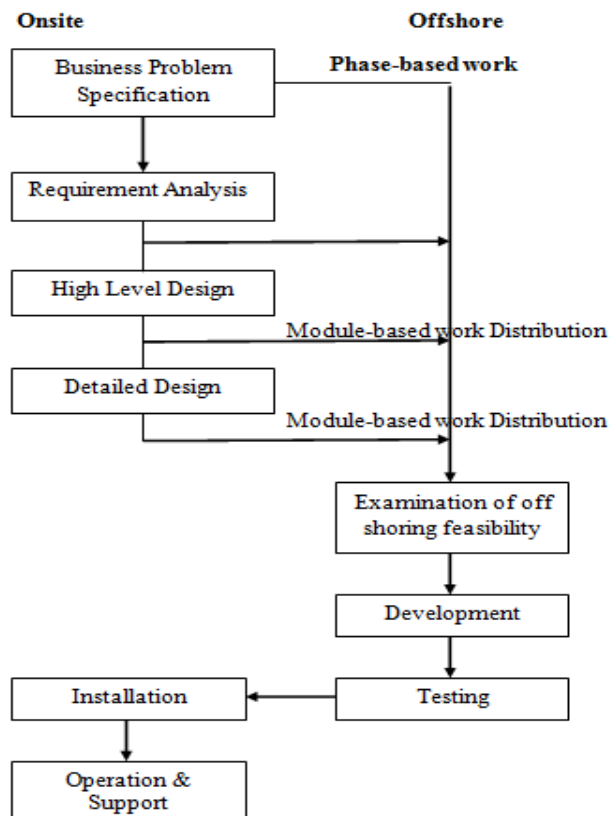 Onsite
Offshore
Phase-based work
Business Problem
Specification
Requirement Analysis
High Level Design
Module-based work Distribution
Detailed Design
Module-based work Distribution
Examination of off
shoring feasibility
Development
Installation
Testing
Operation &
Support